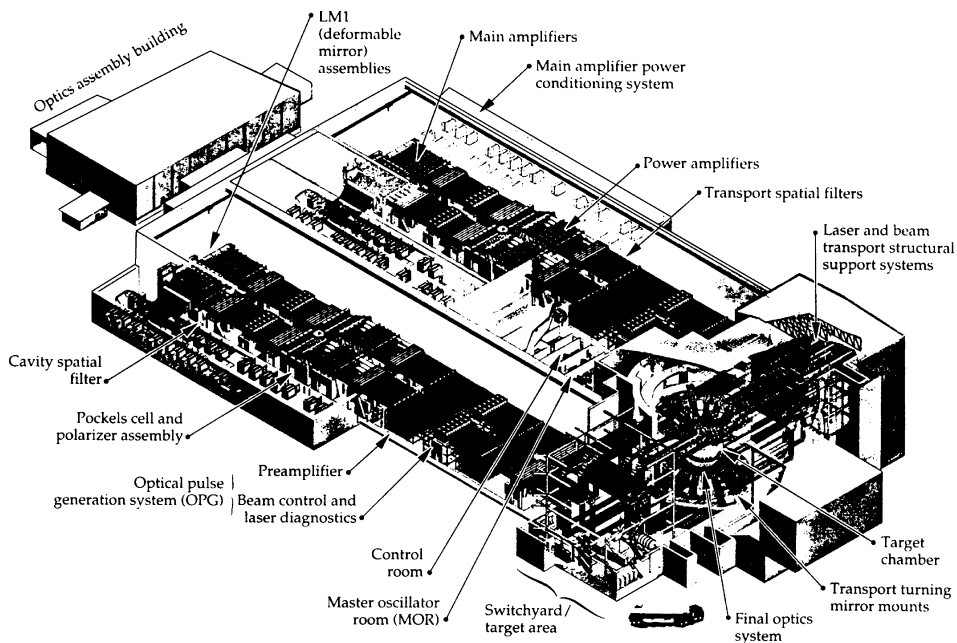 LM1
(deformable
mirror)
assemblies
Main amplifiers
Main amplifier power
conditioning system
Optics assembly building
Power amplifiers
Transport spatial filters
Laser and beam
transport structural
support systems
Cavity spatial
filter
Pockels cell and
polarizer assembly
Preamplifier
Optical pulse
generation system (OPG)
Beam control and
laser diagnostics
Control
room
Master oscillator
room (MOR)
Switchyard/
target area
Final optics
system
Transport turning
mirror mounts
Target
chamber